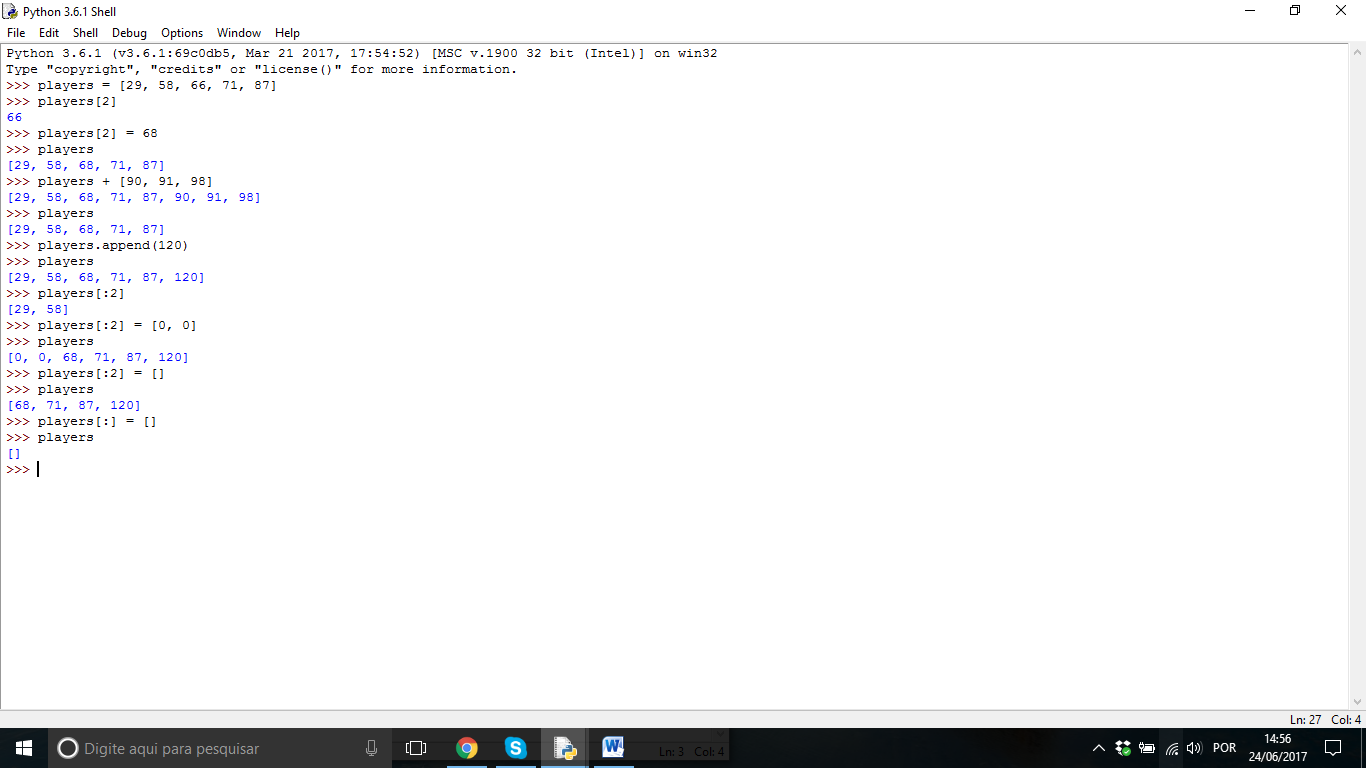 Python 3.6.1 Shell
File Edit Shell Debug Options Window Help
Python 3.6.1 (v3.6.1:69c0db5, Mar 21 2017, 17:54:52) [MSC v.1900 32 bit (Intel)] on win32
Type "copyright", "credits" or "license()" for more information.
>>> players = [29, 58, 66, 71, 87]
>>> players[2]
66
>>> players[2] = 68
>>> players
[29, 58, 68, 71, 87]
>>> players + [90, 91, 98]
[29, 58, 68, 71, 87, 90, 91, 98]
>>> players
[29, 58, 68, 71, 87]
>>> players.append(120)
>>> players
[29, 58, 68, 71, 87, 120]
>>> players[:2]
[29, 58]
>>> players[:2] = [0, 0]
>>> players
[0, 0, 68, 71, 87, 120]
>>> players[:2] = []
>>> players
[68, 71, 87, 120]
>>> players[:] = []
>>> players
[]
>>>
Ln: 27 Col: 4
Digite aqui para pesquisar
Ln: 3 Col: 4
POR
14:56
24/06/2017